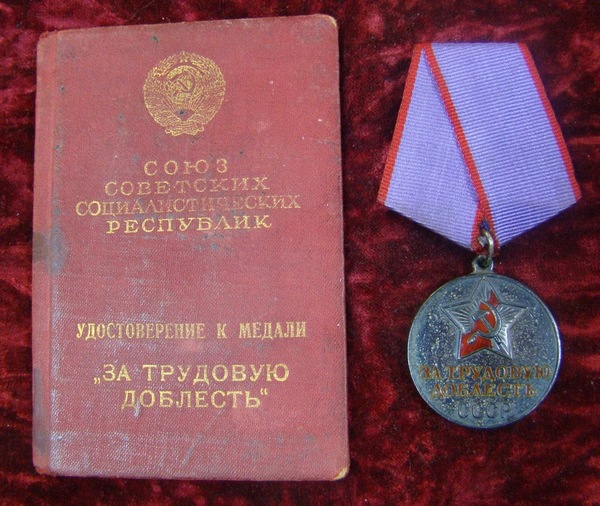 СОЮЗ
СОВЕТСКИХ
СОЦИАЛИСТИЧЕСКИХ
РЕСПУБЛИК
УДОСТОВЕРЕНИЕ К МЕДАЛИ
„ЗА ТРУДОВУЮ
ДОБЛЕСТЬ“
ЗА ТРУДОВУЮ
ДОБЛЕСТЬ
СССР